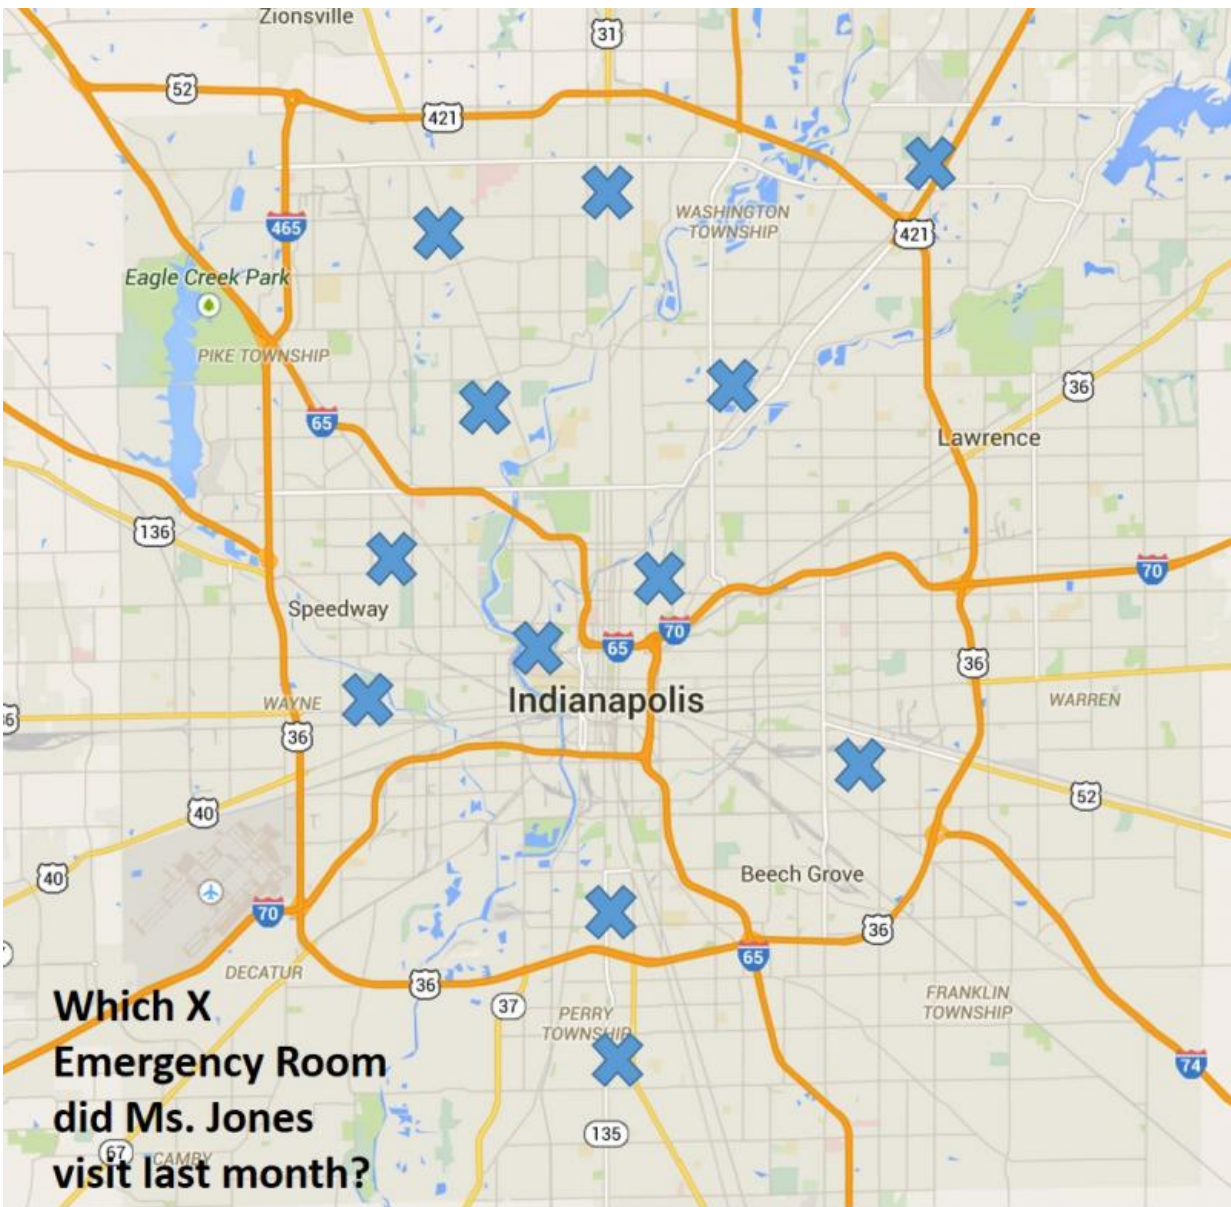 Zionsville
31
52
421
WASHINGTON
TOWNSHIP
465
421
Eagle Creek Park
PIKE TOWNSHIP
36
65
Lawrence
136
70
Speedway
70
65
36
Indianapolis
WAYNE
WARREN
36
52
40
Beech Grove
40
70
36
65
DECATUR
36
37
FRANKLIN
TOWNSHIP
PERRY
TOWNSHIP
74
135
67
CAMBY
Which X
Emergency Room
did Ms. Jones
visit last month?